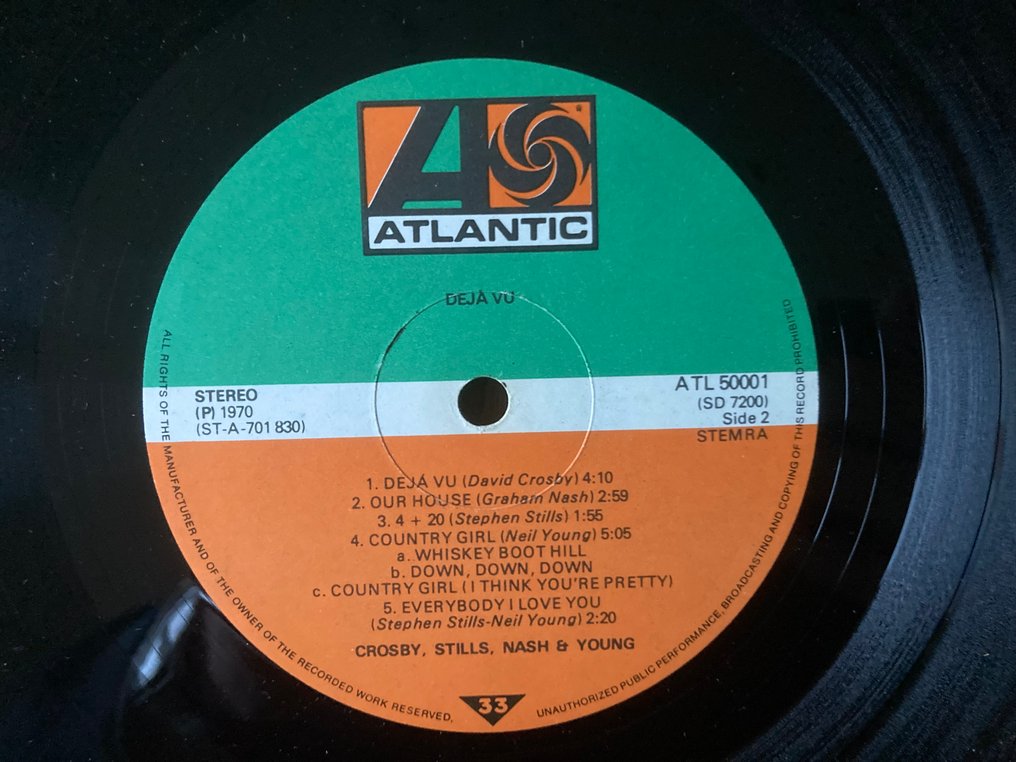 ATLANTIC
DEJÀ VU
STEREO
(P) 1970
(ST-A-701 830)
ATL 50001
(SD 7200)
Side 2
STEMRA
1. DEJÁ VU (David Crosby) 4:10
2. OUR HOUSE (Graham Nash) 2:59
3. 4 + 20 (Stephen Stills) 1:55
4. COUNTRY GIRL (Neil Young) 5:05
a. WHISKEY BOOT HILL
b. DOWN, DOWN, DOWN
c. COUNTRY GIRL (I THINK YOU'RE PRETTY)
5. EVERYBODY I LOVE YOU
(Stephen Stills-Neil Young) 2:20
CROSBY, STILLS, NASH & YOUNG
33
ALL RIGHTS OF THE MANUFACTURER AND OF THE OWNER OF THE RECORDED WORK RESERVED,
UNAUTHORIZED PUBLIC PERFORMANCE, BROADCASTING AND COPYING OF THIS RECORD PROHIBITED